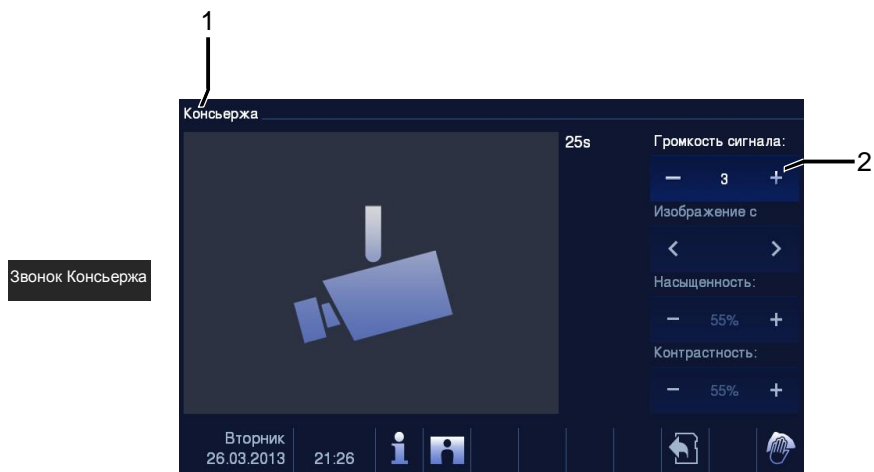 1
Консьержа
25s
Громкость сигнала:
− 3 +
2
Изображение с
< >
Звонок Консьержа
Насыщенность:
− 55% +
Контрастность:
− 55% +
Вторник
26.03.2013 21:26